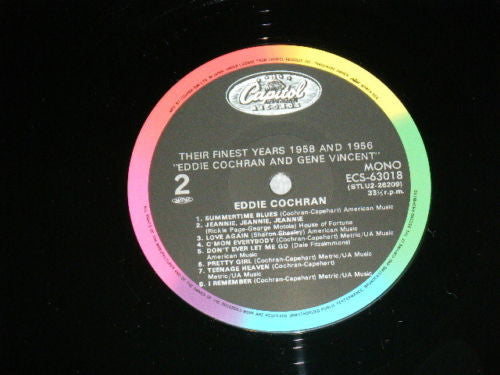 Capitol
RECORDS
THEIR FINEST YEARS 1958 AND 1956
"EDDIE COCHRAN AND GENE VINCENT"
2
MONO
ECS-63018
(STLU2-26209)
33⅓ r.p.m.
EDDIE COCHRAN
1. SUMMERTIME BLUES (Cochran-Capehart) American Music
2. JEANNIE, JEANNIE, JEANNIE
(Rickie Page-George Motola) House of Fortune
3. LOVE AGAIN (Sharon Sheeley) American Music
4. C'MON EVERYBODY (Cochran-Capehart) Metric/UA Music
5. DON'T EVER LET ME GO (Dale Fitzsimmons)
American Music
6. PRETTY GIRL (Cochran-Capehart) Metric/UA Music
7. TEENAGE HEAVEN (Cochran-Capehart)
Metric/UA Music
8. I REMEMBER (Cochran-Capehart) Metric/UA Music